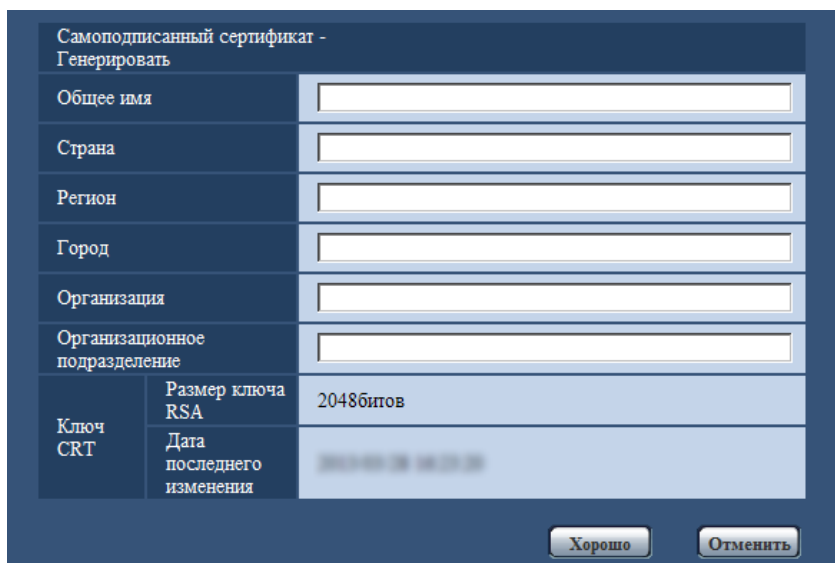 Самоподписанный сертификат -
Генерировать
Общее имя
Страна
Регион
Город
Организация
Организационное
подразделение
Ключ
CRT
Размер ключа
RSA
2048битов
Дата
последнего
изменения
Хорошо
Отменить